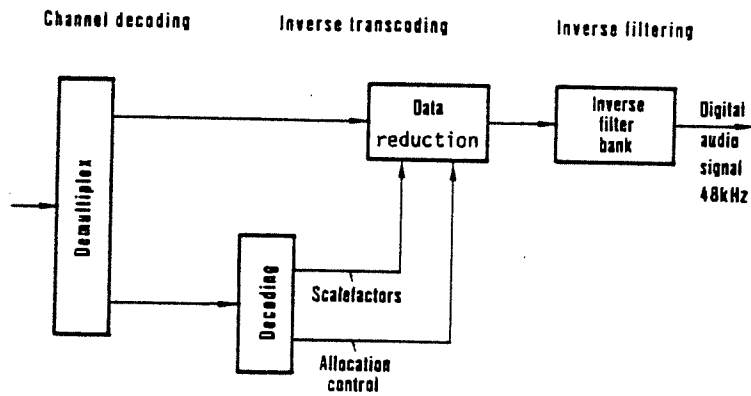 Channel decoding
Inverse transcoding
Inverse filtering
Demultiplex
Data
reduction
Inverse
filter
bank
Digital
audio
signal
48kHz
Decoding
Scalefactors
Allocation
control